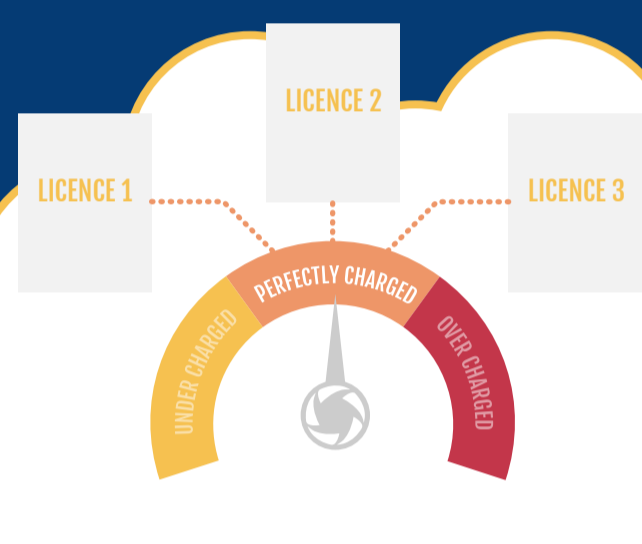 LICENCE 2
LICENCE 1
LICENCE 3
PERFECTLY CHARGED
UNDER CHARGED
OVER CHARGED